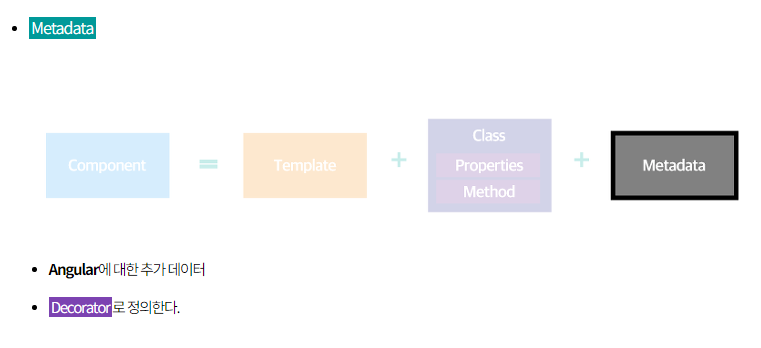 Metadata
Component = Template + Class + Metadata
Properties
Method
Angular에 대한 추가 데이터
Decorator로 정의한다.